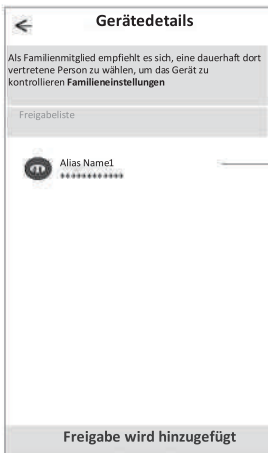 Gerätedetails
Als Familienmitglied empfiehlt es sich, eine dauerhaft dort
vertretene Person zu wählen, um das Gerät zu
kontrollieren Familieneinstellungen
Freigabeliste
Alias Name1
************
Freigabe wird hinzugefügt